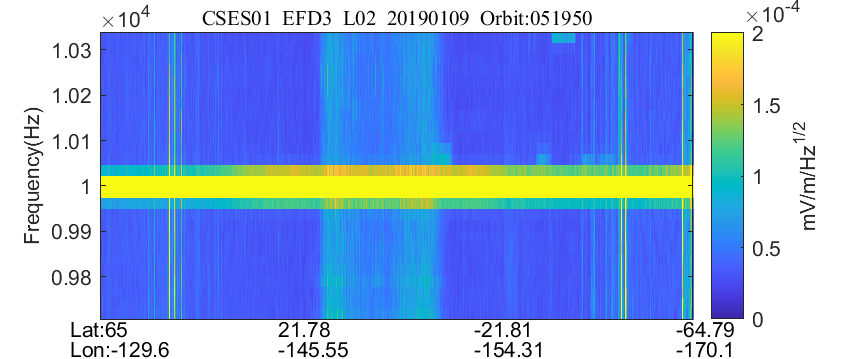 ×10⁴ CSES01 EFD3 L02 20190109 Orbit:051950 ×10⁻⁴
1.03
1.02
1.01
1
0.99
0.98
Frequency(Hz)
2
1.5
1
0.5
0
mV/m/Hz^1/2
Lat:65 21.78 -21.81 -64.79
Lon:-129.6 -145.55 -154.31 -170.1